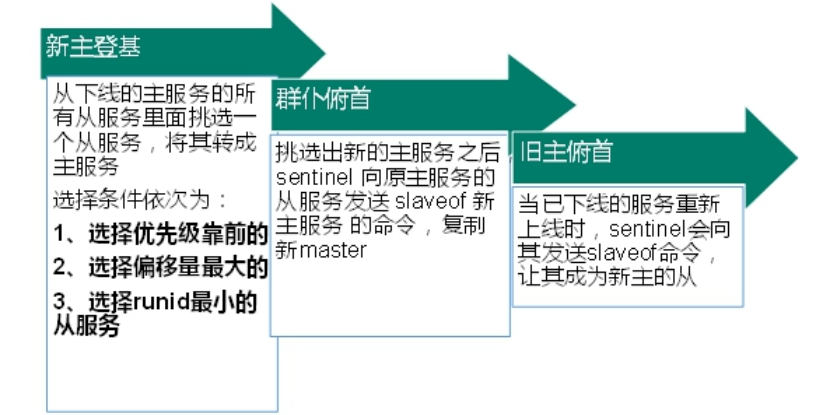 新主登基
从下线的主服务的所
有从服务里面挑选一
个从服务，将其转成
主服务
选择条件依次为：
1、选择优先级靠前的
2、选择偏移量最大的
3、选择runid最小的
从服务
群仆俯首
挑选出新的主服务之后，
sentinel 向原主服务的
从服务发送 slaveof 新
主服务 的命令，复制
新master
旧主俯首
当已下线的服务重新
上线时，sentinel会向
其发送slaveof命令，
让其成为新主的从